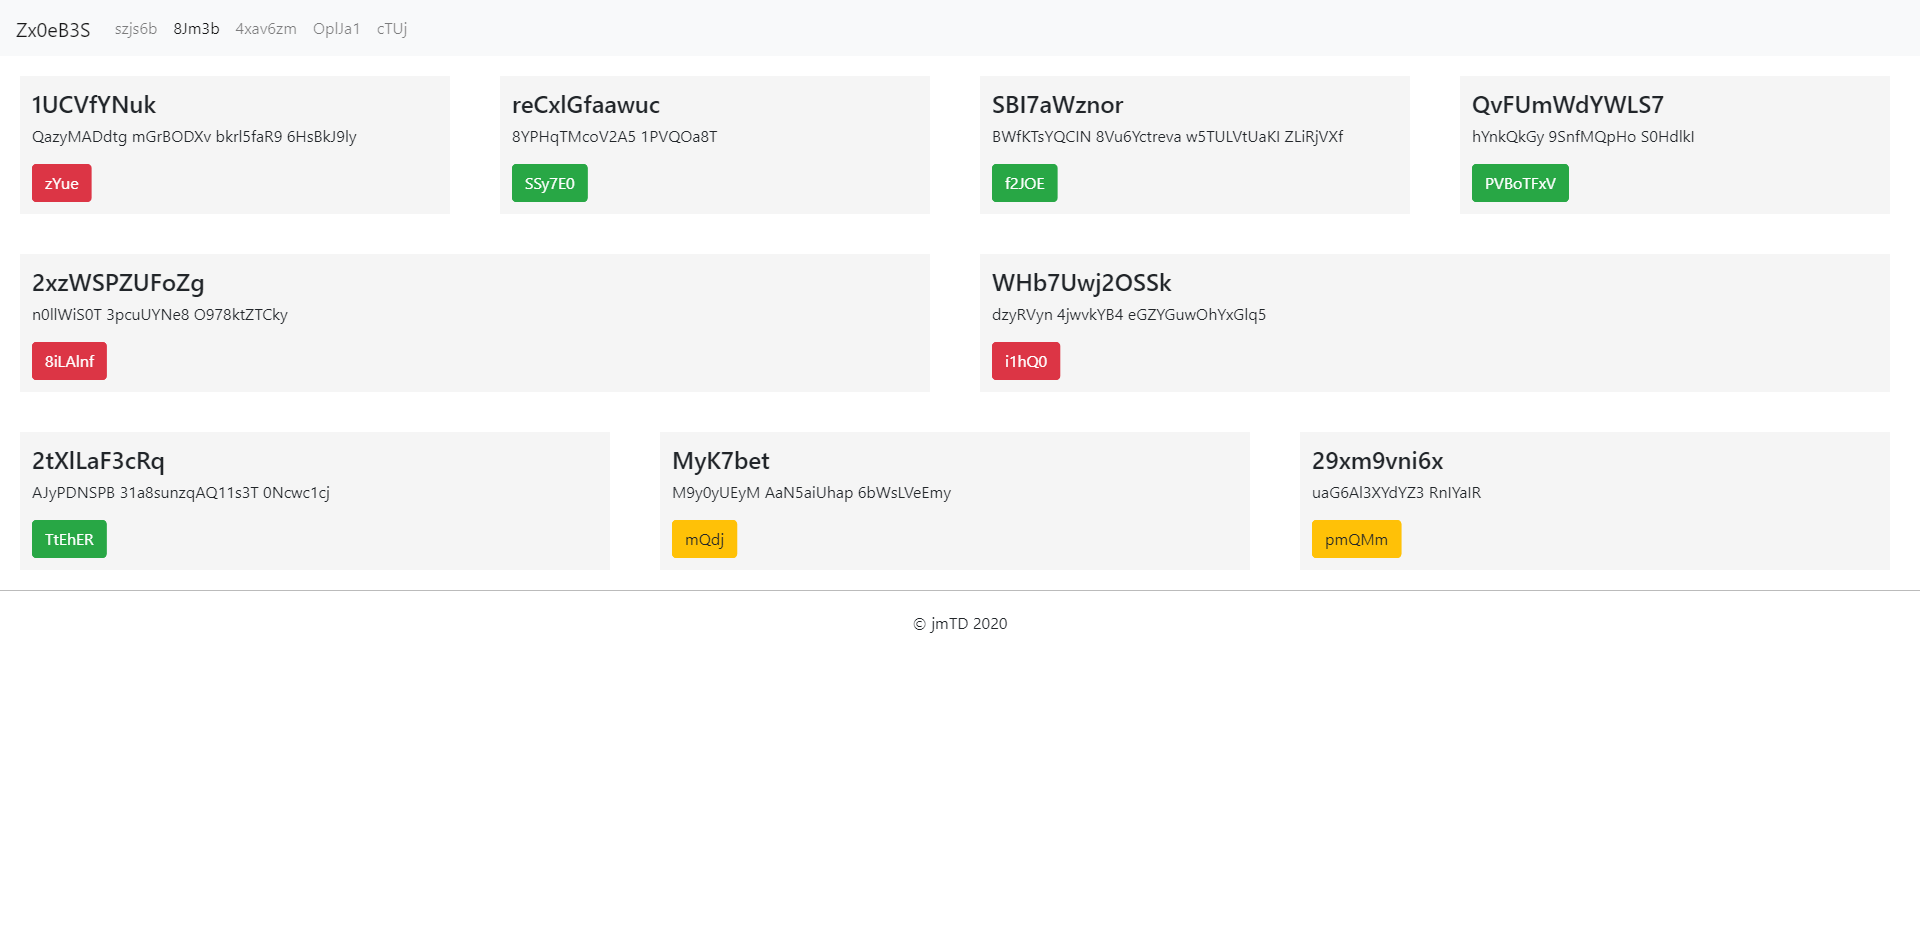 Zx0eB3S szjs6b 8Jm3b 4xav6zm OplJa1 cTUj
1UCVfYNuk
QazyMADdtg mGrBODXv bkrl5faR9 6HsBkJ9ly
zYue
reCxlGfaawuc
8YPHqTMcoV2A5 1PVQOa8T
SSy7E0
SBI7aWznor
BWfKTsYQCIN 8Vu6Yctreva w5TULVtUaKI ZLiRjVXf
f2JOE
QvFUmWdYWLS7
hYnkQkGy 9SnfMQpHo S0HdlkI
PVBoTFxV
2xzWSPZUFoZg
n0llWiS0T 3pcuUYNe8 O978ktZTCky
8iLAlnf
WHb7Uwj2OSSk
dzyRVyn 4jwvkYB4 eGZYGuwOhYxGlq5
i1hQ0
2tXlLaF3cRq
AJyPDNSPB 31a8sunzqAQ11s3T 0Ncwc1cj
TtEhER
MyK7bet
M9y0yUEyM AaN5aiUhap 6bWsLVeEmy
mQdj
29xm9vni6x
uaG6Al3XYdYZ3 RnIYaIR
pmQMm
© jmTD 2020